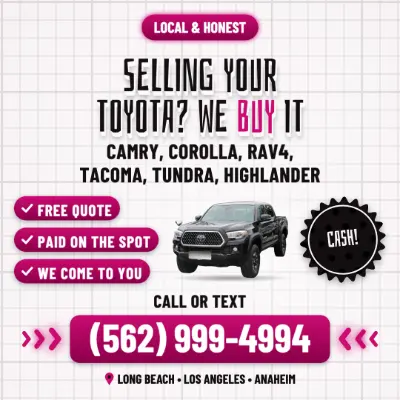 LOCAL & HONEST
SELLING YOUR
TOYOTA? WE BUY IT
CAMRY, COROLLA, RAV4,
TACOMA, TUNDRA, HIGHLANDER
FREE QUOTE
PAID ON THE SPOT
WE COME TO YOU
CASH!
CALL OR TEXT
(562) 999-4994
LONG BEACH • LOS ANGELES • ANAHEIM